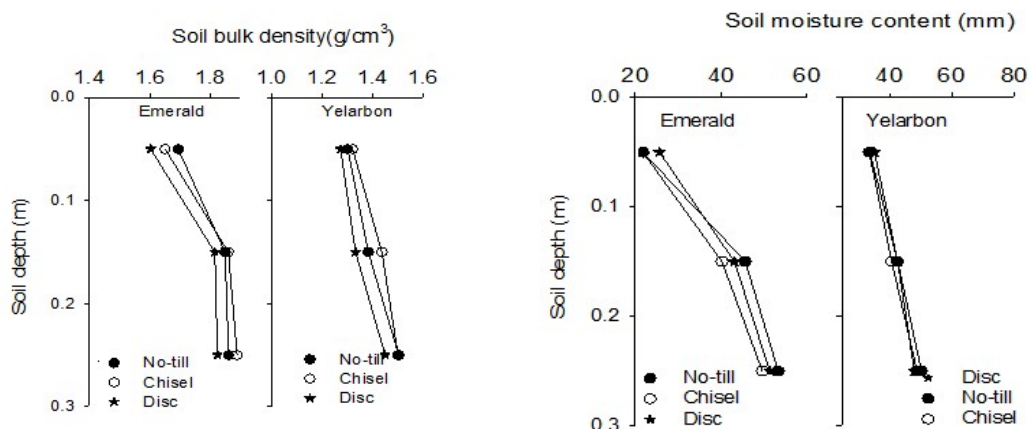 Soil bulk density(g/cm³)
1.4 1.6 1.8 1.0 1.2 1.4 1.6
0.0
0.1
0.2
0.3
Soil depth (m)
Emerald
No-till
Chisel
Disc
Yelarbon
No-till
Chisel
Disc
Soil moisture content (mm)
20 40 60 40 60 80
0.0
0.1
0.2
0.3
Soil depth (m)
Emerald
No-till
Chisel
Disc
Yelarbon
Disc
No-till
Chisel